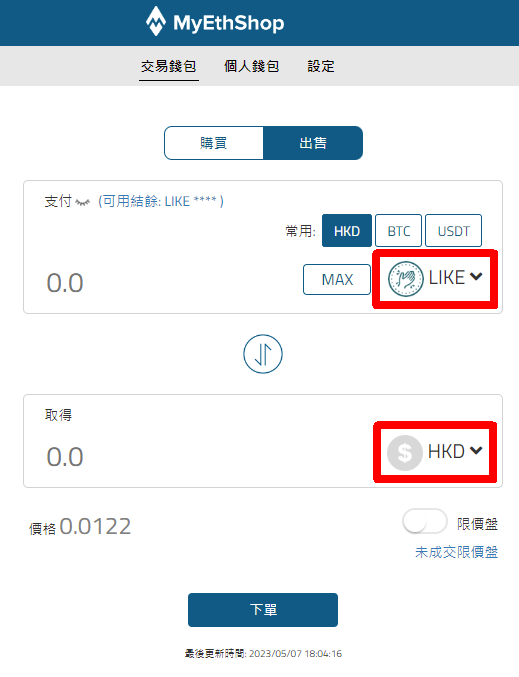 MyEthShop
交易錢包 個人錢包 設定
購買 出售
支付 (可用結餘: LIKE **** )
常用: HKD BTC USDT
0.0 MAX LIKE
取得
0.0 $ HKD
價格 0.0122 限價盤
未成交限價盤
下單
最後更新時間: 2023/05/07 18:04:16